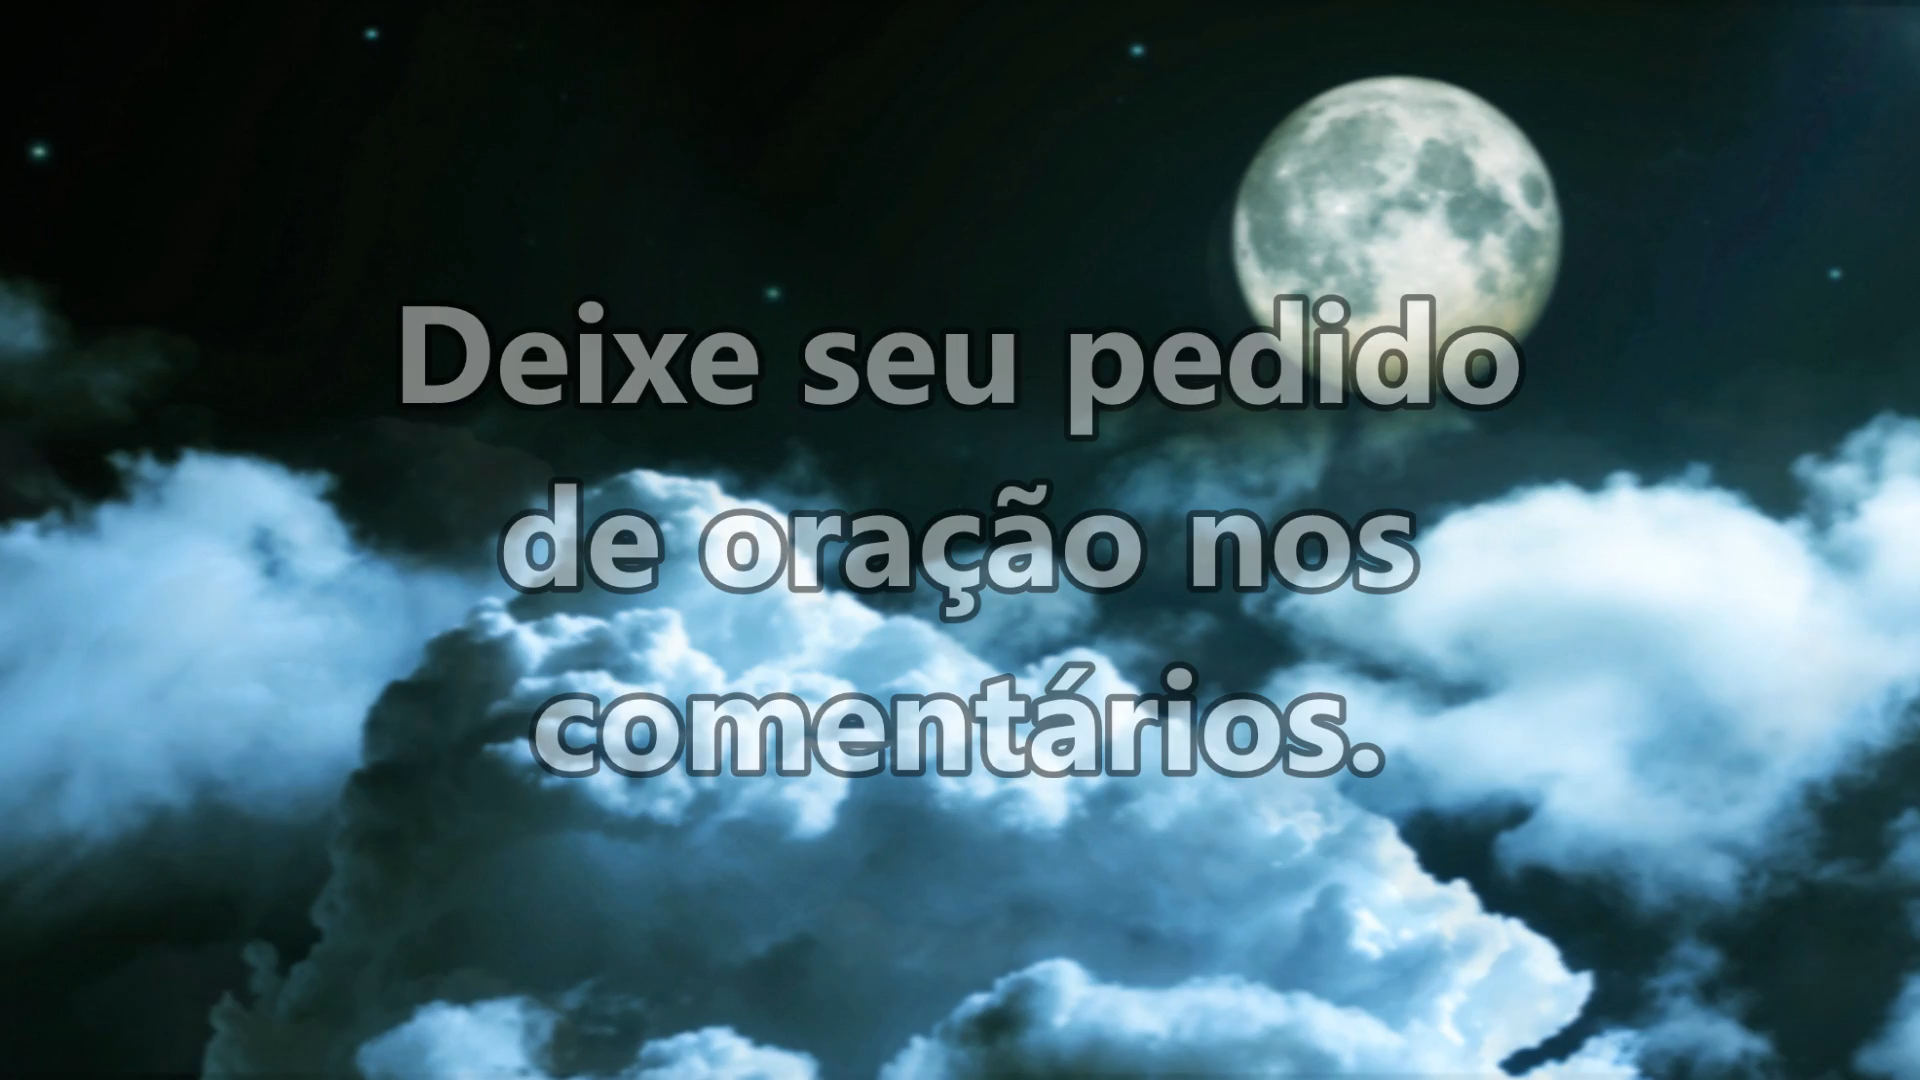 Deixe seu pedido
de oração nos
comentários.